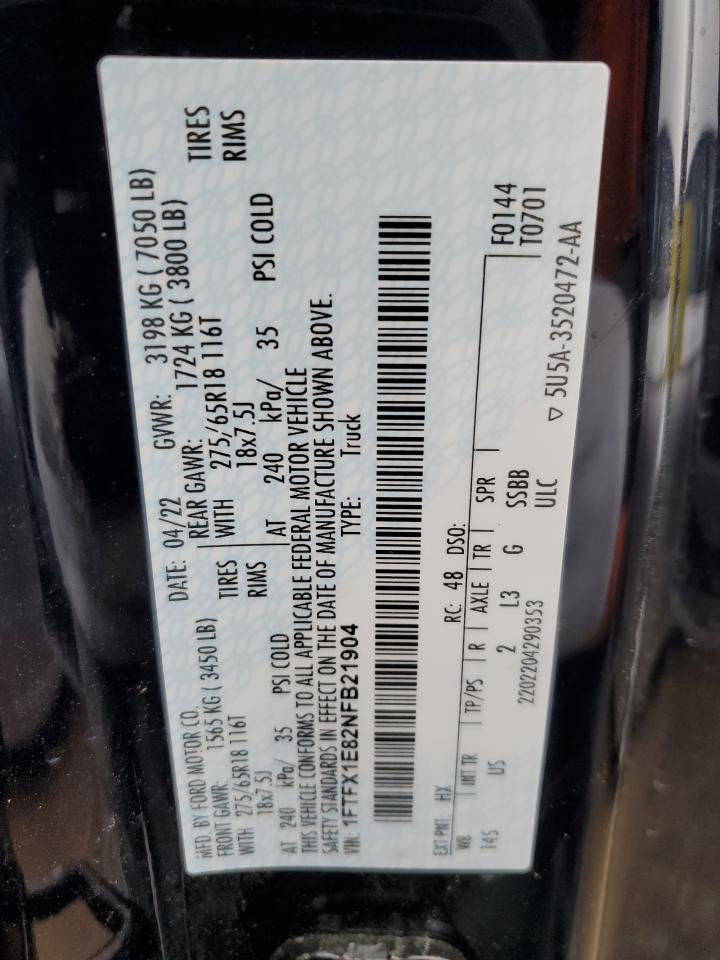 MFD. BY FORD MOTOR CO.
DATE: 04/22 GVWR: 3198 KG ( 7050 LB)
FRONT GAWR: 1565 KG ( 3450 LB) REAR GAWR: 1724 KG ( 3800 LB)
WITH 275/65R18 116T TIRES WITH 275/65R18 116T TIRES
18x7.5J RIMS 18x7.5J RIMS
AT 240 kPa/ 35 PSI COLD AT 240 kPa/ 35 PSI COLD
THIS VEHICLE CONFORMS TO ALL APPLICABLE FEDERAL MOTOR VEHICLE
SAFETY STANDARDS IN EFFECT ON THE DATE OF MANUFACTURE SHOWN ABOVE.
VIN: 1FTFX1E82NFB21904 TYPE: Truck
EXT PNT: HX RC: 48 DSO: F0144
T0701
WB INT TR TP/PS R AXLE TR SPR
145 US 2 L3 G SSBB
ULC
2202204290353
▽ 5U5A-3520472-AA